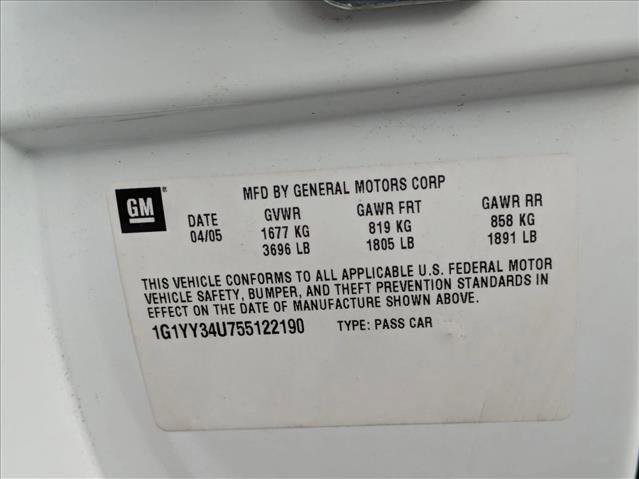 GM ®
MFD BY GENERAL MOTORS CORP
DATE GVWR GAWR FRT GAWR RR
04/05 1677 KG 819 KG 858 KG
3696 LB 1805 LB 1891 LB
THIS VEHICLE CONFORMS TO ALL APPLICABLE U.S. FEDERAL MOTOR
VEHICLE SAFETY, BUMPER, AND THEFT PREVENTION STANDARDS IN
EFFECT ON THE DATE OF MANUFACTURE SHOWN ABOVE.
1G1YY34U755122190 TYPE: PASS CAR